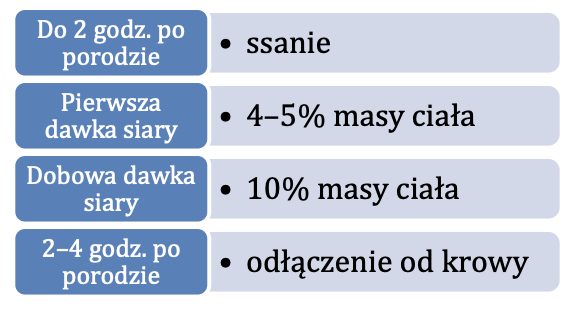 Do 2 godz. po
porodzie
• ssanie
Pierwsza
dawka siary
• 4–5% masy ciała
Dobowa dawka
siary
• 10% masy ciała
2–4 godz. po
porodzie
• odłączenie od krowy